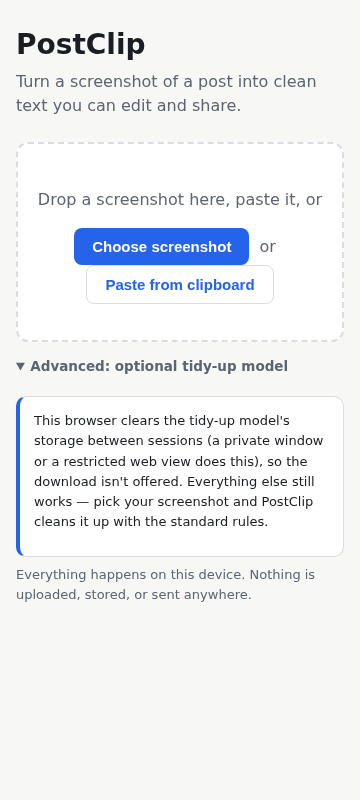 PostClip
Turn a screenshot of a post into clean
text you can edit and share.
Drop a screenshot here, paste it, or
Choose screenshot or
Paste from clipboard
▼ Advanced: optional tidy-up model
This browser clears the tidy-up model's
storage between sessions (a private window
or a restricted web view does this), so the
download isn't offered. Everything else still
works — pick your screenshot and PostClip
cleans it up with the standard rules.
Everything happens on this device. Nothing is
uploaded, stored, or sent anywhere.